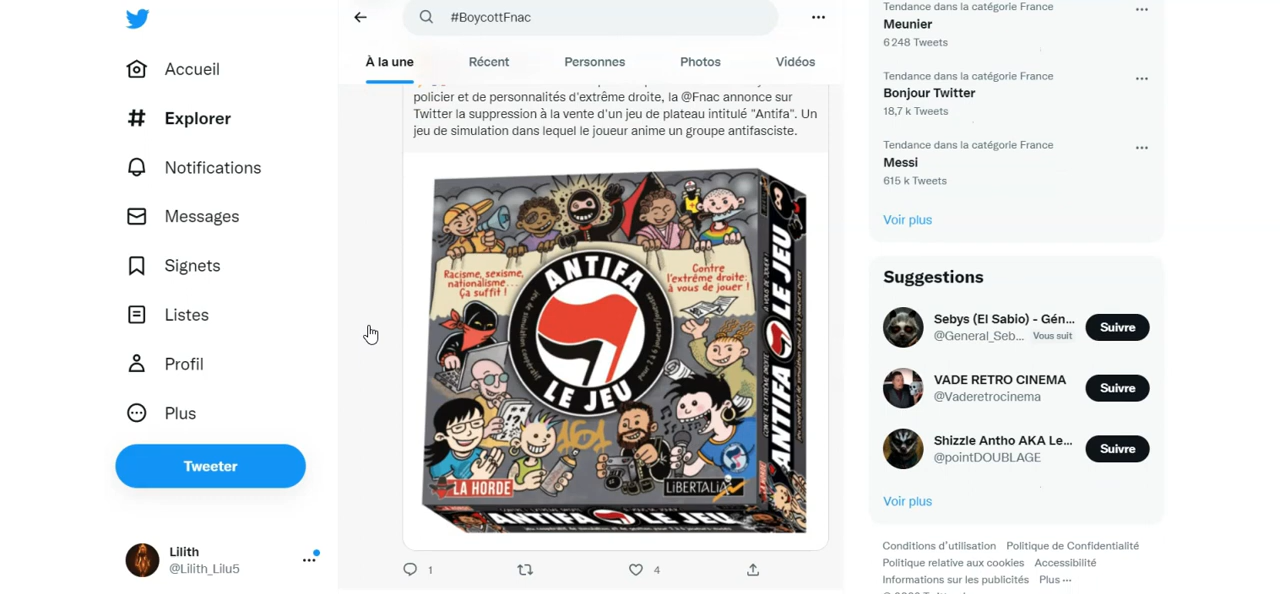 Accueil
Explorer
Notifications
Messages
Signets
Listes
Profil
Plus
Tweeter
Lilith
@Lilith_Lilu5
#BoycottFnac
À la une
Récent
Personnes
Photos
Vidéos
policier et de personnalités d'extrême droite, la @Fnac annonce sur
Twitter la suppression à la vente d'un jeu de plateau intitulé "Antifa". Un
jeu de simulation dans lequel le joueur anime un groupe antifasciste.
Racisme, sexisme,
nationalisme...
Ça suffit !
Contre
l'extrême droite:
à vous de jouer !
ANTIFA
LE JEU
161
LA HORDE
LIBERTALIA
ANTIFA LE JEU
ANTIFA LE JEU
1
4
Tendance dans la catégorie France
Meunier
6 248 Tweets
Tendance dans la catégorie France
Bonjour Twitter
18,7 k Tweets
Tendance dans la catégorie France
Messi
615 k Tweets
Voir plus
Suggestions
Sebys (El Sabio) - Gén...
@General_Seb... Vous suit
Suivre
VADE RETRO CINEMA
@Vaderetrocinema
Suivre
Shizzle Antho AKA Le...
@pointDOUBLAGE
Suivre
Voir plus
Conditions d'utilisation Politique de Confidentialité
Politique relative aux cookies Accessibilité
Informations sur les publicités Plus ...